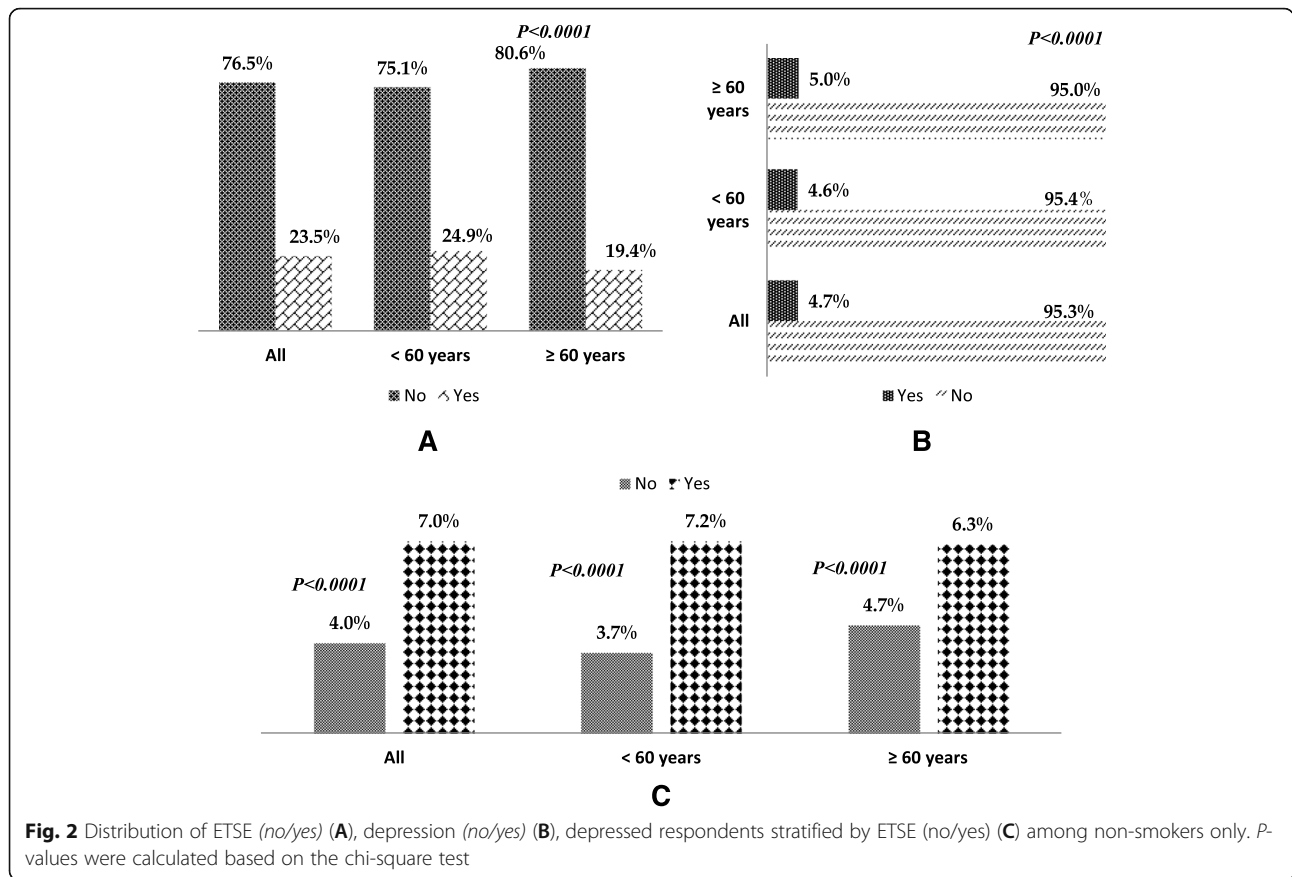 P<0.0001
76.5% 75.1% 80.6%
23.5% 24.9% 19.4%
All < 60 years ≥ 60 years
No Yes
A
P<0.0001
≥ 60
years
5.0% 95.0%
< 60
years
4.6% 95.4%
All 4.7% 95.3%
Yes No
B
No Yes
7.0% 7.2% 6.3%
P<0.0001 P<0.0001 P<0.0001
4.0% 3.7% 4.7%
All < 60 years ≥ 60 years
C
Fig. 2 Distribution of ETSE (no/yes) (A), depression (no/yes) (B), depressed respondents stratified by ETSE (no/yes) (C) among non-smokers only. P-
values were calculated based on the chi-square test